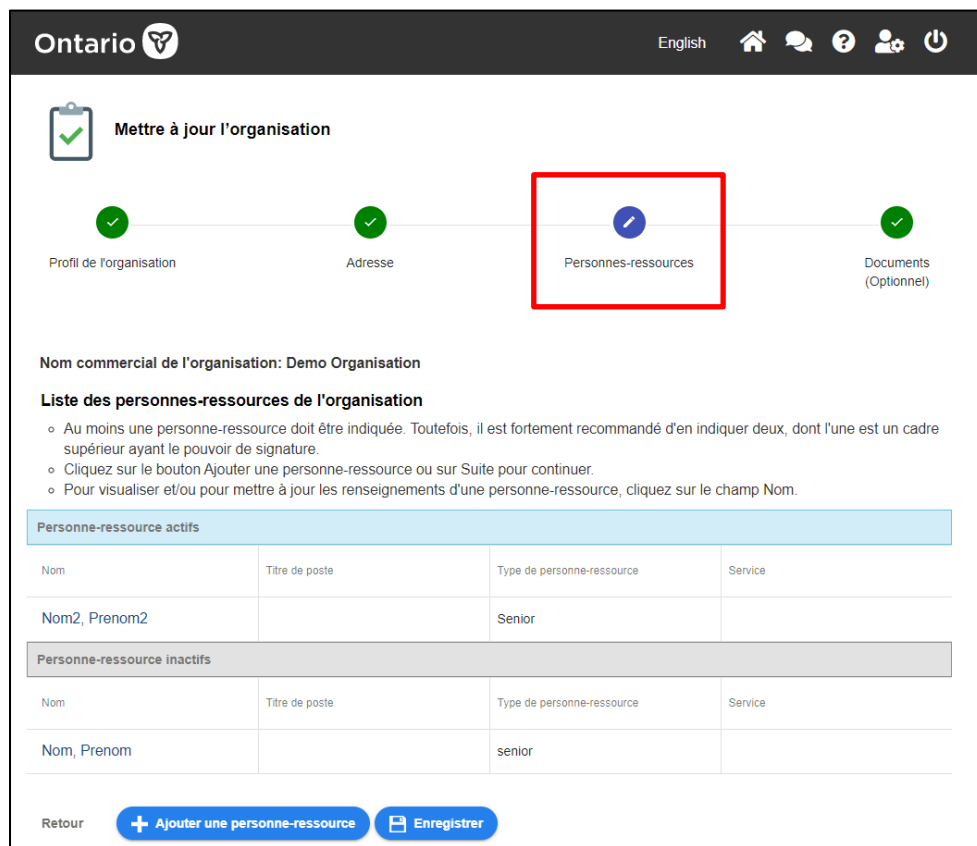 Ontario
English
Mettre à jour l'organisation
Profil de l'organisation
Adresse
Personnes-ressources
Documents
(Optionnel)
Nom commercial de l'organisation: Demo Organisation
Liste des personnes-ressources de l'organisation
Au moins une personne-ressource doit être indiquée. Toutefois, il est fortement recommandé d'en indiquer deux, dont l'une est un cadre
supérieur ayant le pouvoir de signature.
Cliquez sur le bouton Ajouter une personne-ressource ou sur Suite pour continuer.
Pour visualiser et/ou pour mettre à jour les renseignements d'une personne-ressource, cliquez sur le champ Nom.
Personne-ressource actifs
Nom Titre de poste Type de personne-ressource Service
Nom2, Prenom2 Senior
Personne-ressource inactifs
Nom Titre de poste Type de personne-ressource Service
Nom, Prenom senior
Retour Ajouter une personne-ressource Enregistrer